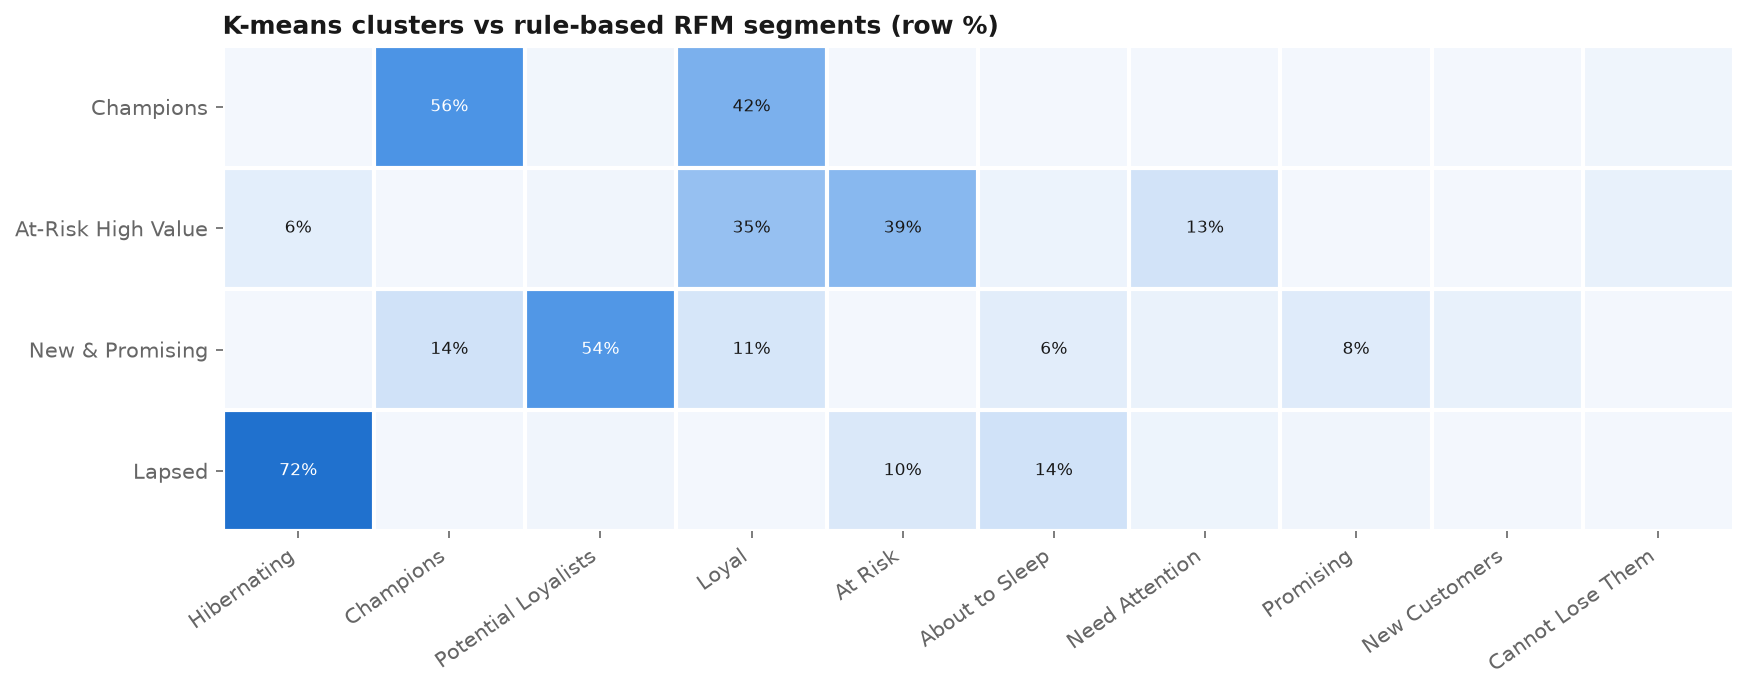 K-means clusters vs rule-based RFM segments (row %)
Champions 56% 42%
At-Risk High Value 6% 35% 39% 13%
New & Promising 14% 54% 11% 6% 8%
Lapsed 72% 10% 14%
Hibernating
Champions
Potential Loyalists
Loyal
At Risk
About to Sleep
Need Attention
Promising
New Customers
Cannot Lose Them